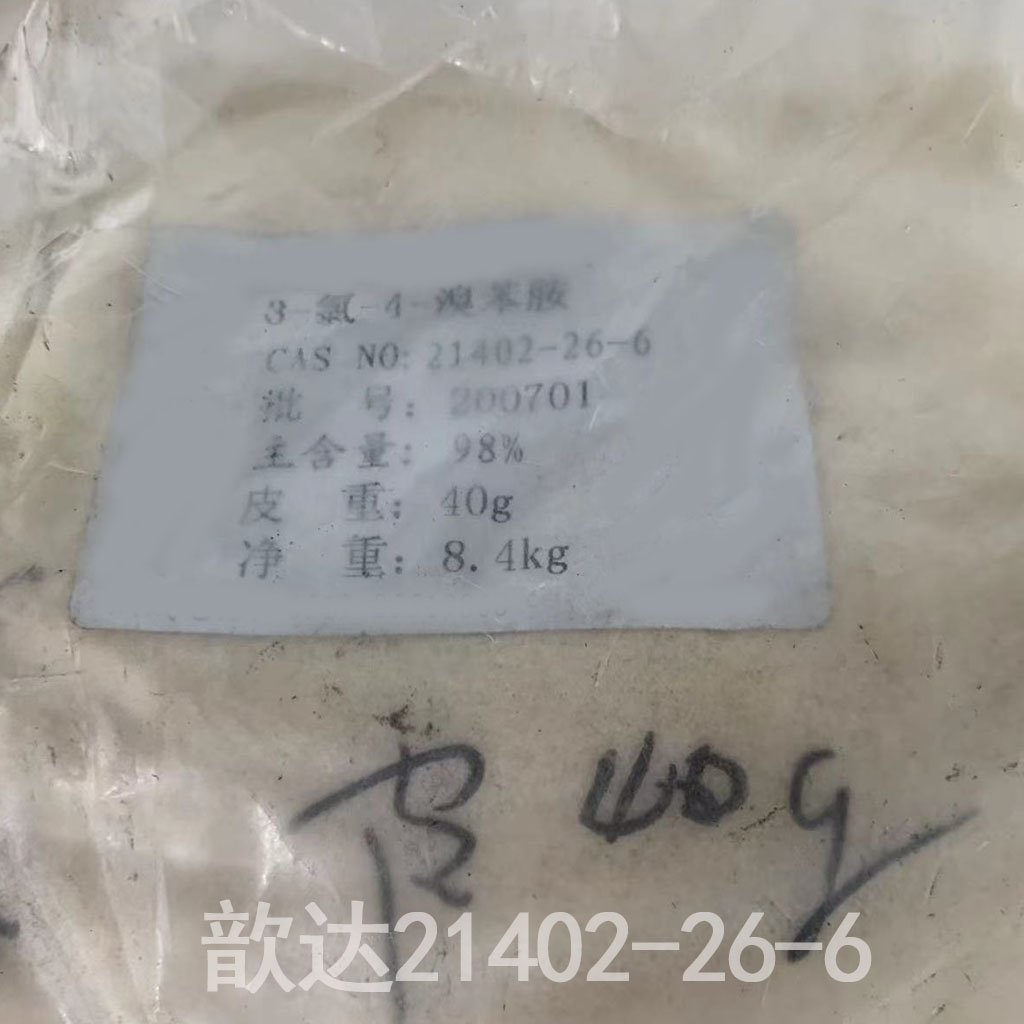 3-氯-4-溴苯胺
CAS NO: 21402-26-6
批 号: 200701
主含量: 98%
皮 重: 40g
净 重: 8.4kg
皮 40g
歆达21402-26-6